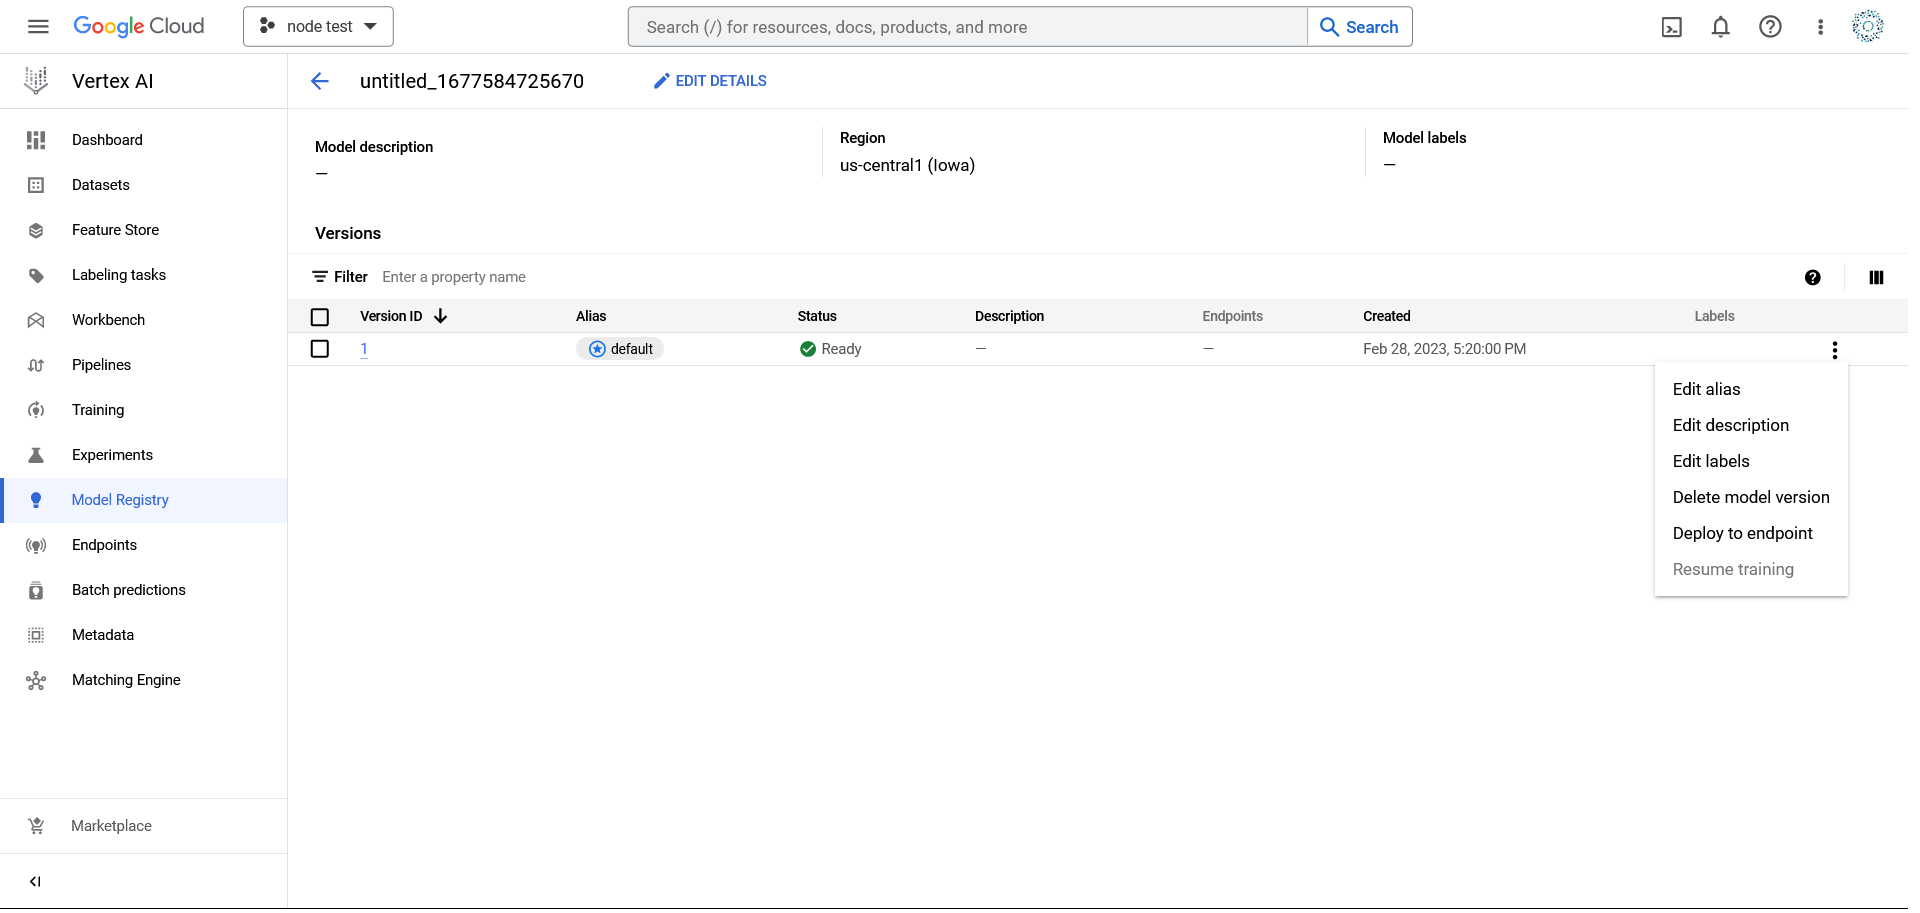 Google Cloud
node test
Search (/) for resources, docs, products, and more
Search
Vertex AI
untitled_1677584725670
EDIT DETAILS
Dashboard
Datasets
Feature Store
Labeling tasks
Workbench
Pipelines
Training
Experiments
Model Registry
Endpoints
Batch predictions
Metadata
Matching Engine
Marketplace
Model description
—
Region
us-central1 (Iowa)
Model labels
—
Versions
Filter Enter a property name
Version ID Alias Status Description Endpoints Created Labels
1 default Ready — — Feb 28, 2023, 5:20:00 PM
Edit alias
Edit description
Edit labels
Delete model version
Deploy to endpoint
Resume training